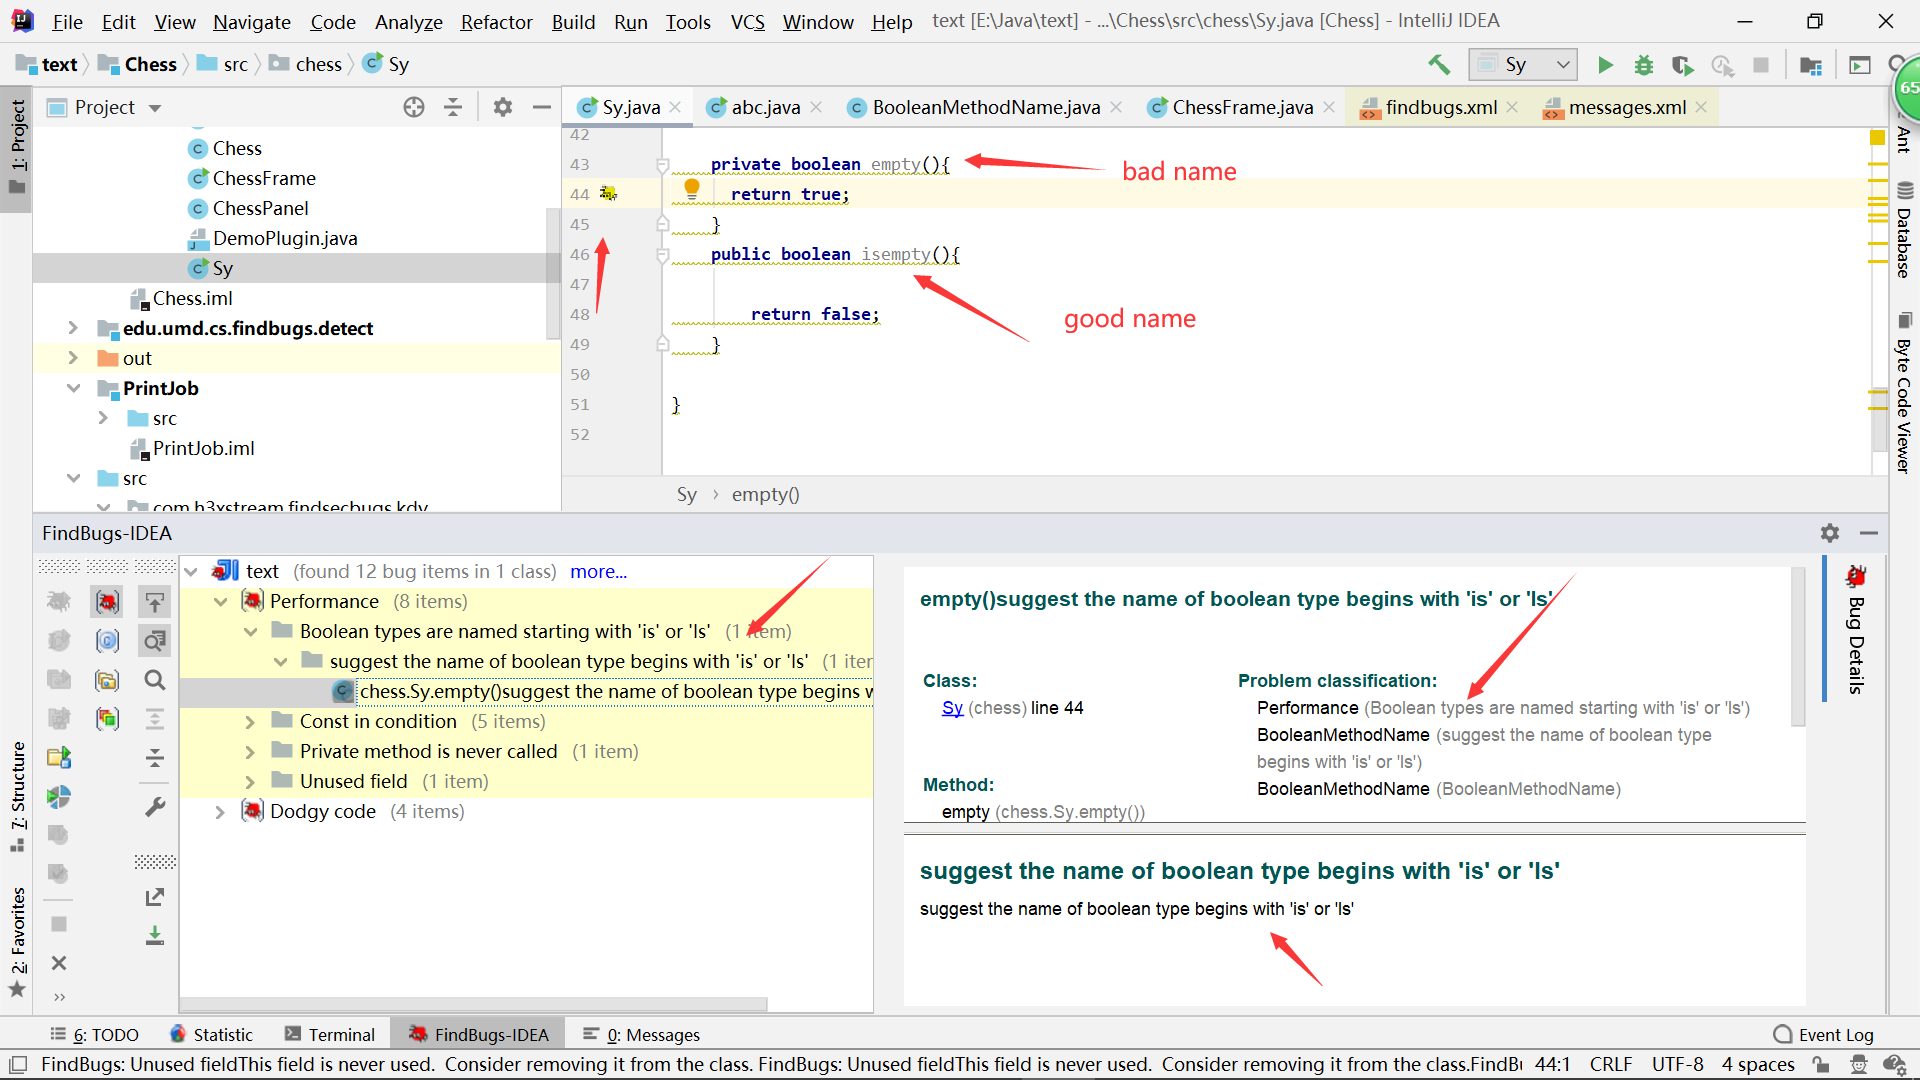 File Edit View Navigate Code Analyze Refactor Build Run Tools VCS Window Help text [E:\Java\text] - ...\Chess\src\chess\Sy.java [Chess] - IntelliJ IDEA
text Chess src chess Sy
Sy
65
Project
Sy.java abc.java BooleanMethodName.java ChessFrame.java findbugs.xml messages.xml
1: Project
7: Structure
2: Favorites
Chess
ChessFrame
ChessPanel
DemoPlugin.java
Sy
Chess.iml
edu.umd.cs.findbugs.detect
out
PrintJob
src
PrintJob.iml
src
com.h3xstream.findsecbugs.kdy
42
43 private boolean empty(){
bad name
44 return true;
45 }
46 public boolean isempty(){
47
good name
48 return false;
49 }
50
51 }
52
Sy › empty()
Ant
Database
Byte Code Viewer
FindBugs-IDEA
text (found 12 bug items in 1 class) more...
Performance (8 items)
Boolean types are named starting with 'is' or 'Is' (1 item)
suggest the name of boolean type begins with 'is' or 'Is' (1 iter
chess.Sy.empty()suggest the name of boolean type begins w
Const in condition (5 items)
Private method is never called (1 item)
Unused field (1 item)
Dodgy code (4 items)
empty()suggest the name of boolean type begins with 'is' or 'Is'
Class:
Sy (chess) line 44
Method:
empty (chess.Sy.empty())
Problem classification:
Performance (Boolean types are named starting with 'is' or 'Is')
BooleanMethodName (suggest the name of boolean type
begins with 'is' or 'Is')
BooleanMethodName (BooleanMethodName)
suggest the name of boolean type begins with 'is' or 'Is'
suggest the name of boolean type begins with 'is' or 'Is'
Bug Details
6: TODO Statistic Terminal FindBugs-IDEA 0: Messages Event Log
FindBugs: Unused fieldThis field is never used. Consider removing it from the class. FindBugs: Unused fieldThis field is never used. Consider removing it from the class.FindBu 44:1 CRLF UTF-8 4 spaces